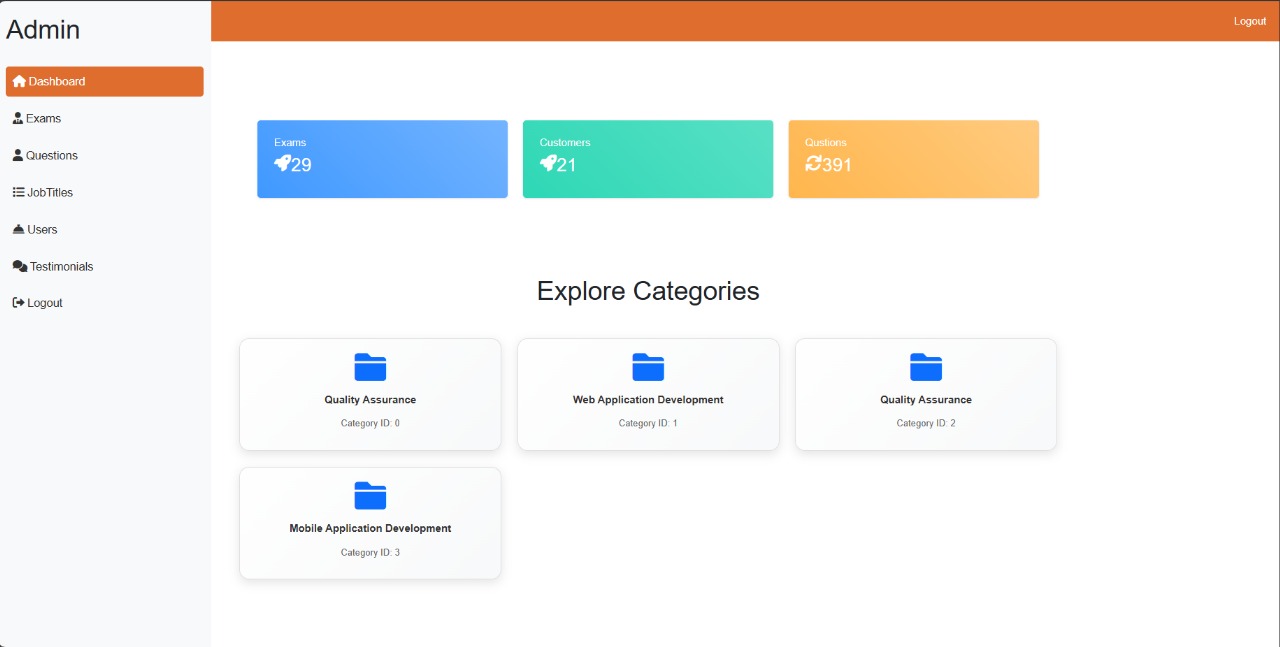 Admin
Logout
Dashboard
Exams
Questions
JobTitles
Users
Testimonials
Logout
Exams
29
Customers
21
Qustions
391
Explore Categories
Quality Assurance
Category ID: 0
Web Application Development
Category ID: 1
Quality Assurance
Category ID: 2
Mobile Application Development
Category ID: 3